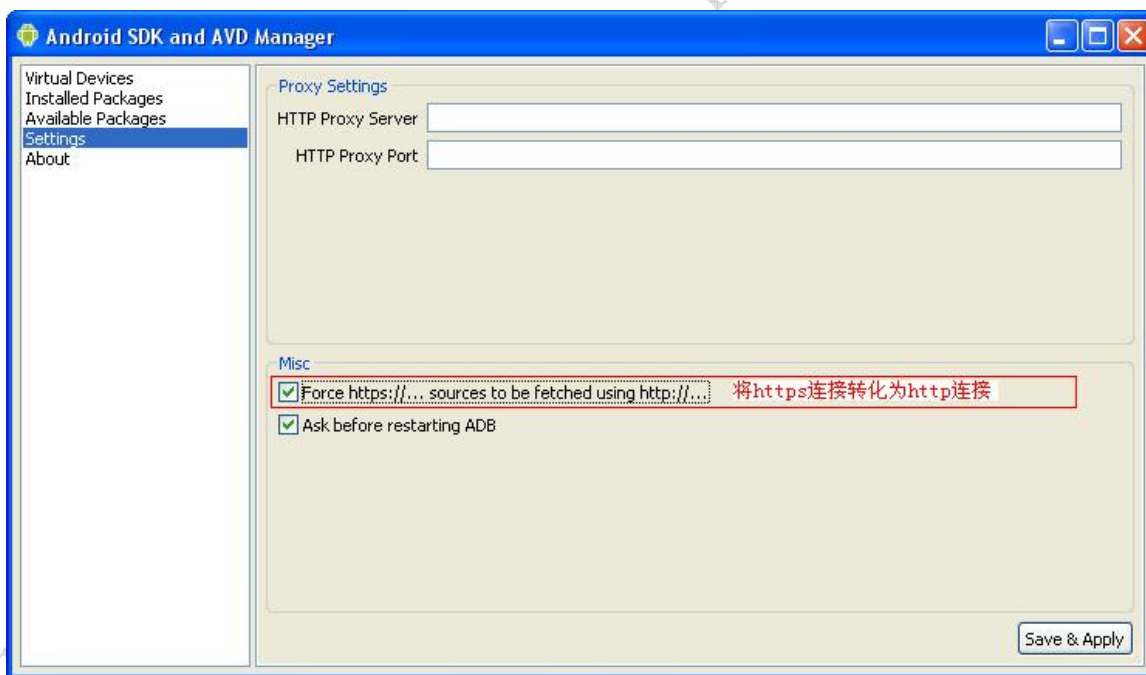 Android SDK and AVD Manager
Virtual Devices
Installed Packages
Available Packages
Settings
About
Proxy Settings
HTTP Proxy Server
HTTP Proxy Port
Misc
Force https://... sources to be fetched using http://... 将https连接转化为http连接
Ask before restarting ADB
Save & Apply